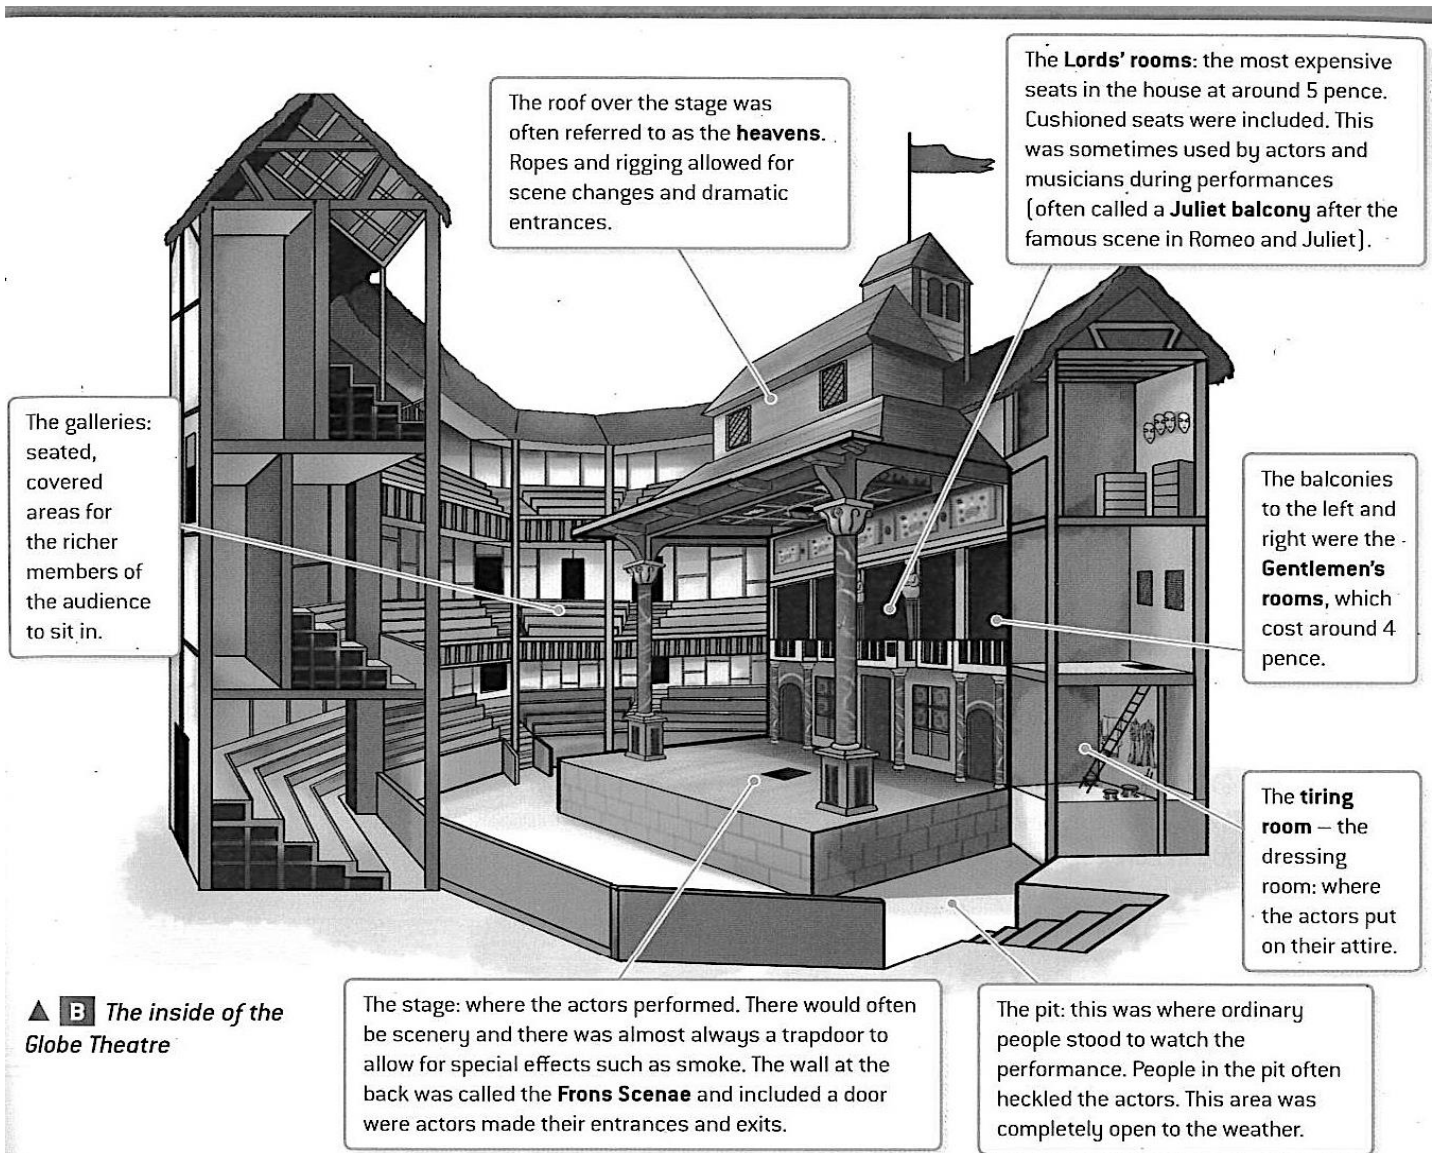 The roof over the stage was
often referred to as the heavens.
Ropes and rigging allowed for
scene changes and dramatic
entrances.
The Lords' rooms: the most expensive
seats in the house at around 5 pence.
Cushioned seats were included. This
was sometimes used by actors and
musicians during performances
(often called a Juliet balcony after the
famous scene in Romeo and Juliet).
The galleries:
seated,
covered
areas for
the richer
members of
the audience
to sit in.
The balconies
to the left and
right were the
Gentlemen's
rooms, which
cost around 4
pence.
The tiring
room – the
dressing
room: where
the actors put
on their attire.
▲ B The inside of the
Globe Theatre
The stage: where the actors performed. There would often
be scenery and there was almost always a trapdoor to
allow for special effects such as smoke. The wall at the
back was called the Frons Scenae and included a door
were actors made their entrances and exits.
The pit: this was where ordinary
people stood to watch the
performance. People in the pit often
heckled the actors. This area was
completely open to the weather.